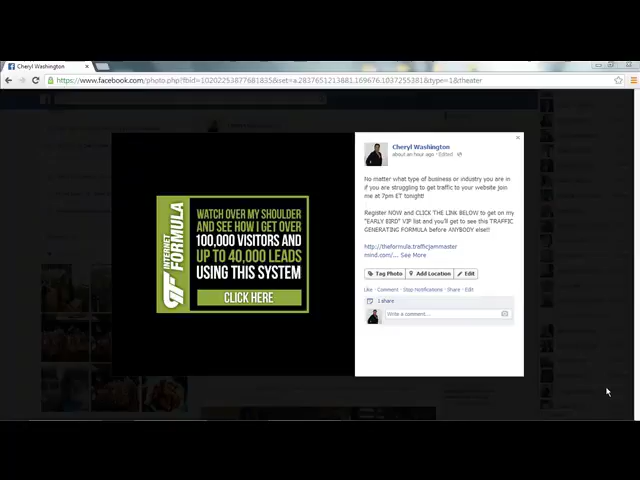 Cheryl Washington
https://www.facebook.com/photo.php?fbid=10202253877681835&set=a.2837651213881.169676.1037255381&type=1&theater
INTERNET
FORMULA
WATCH OVER MY SHOULDER
AND SEE HOW I GET OVER
100,000 VISITORS AND
UP TO 40,000 LEADS
USING THIS SYSTEM
CLICK HERE
Cheryl Washington
about an hour ago · Edited
No matter what type of business or industry you are in
if you are struggling to get traffic to your website join
me at 7pm ET tonight!
Register NOW and CLICK THE LINK BELOW to get on my
"EARLY BIRD" VIP list and you'll get to see this TRAFFIC
GENERATING FORMULA before ANYBODY else!!
http://theformula.trafficjammaster
mind.com/... See More
Tag Photo Add Location Edit
Like · Comment · Stop Notifications · Share · Edit
1 share
Write a comment...